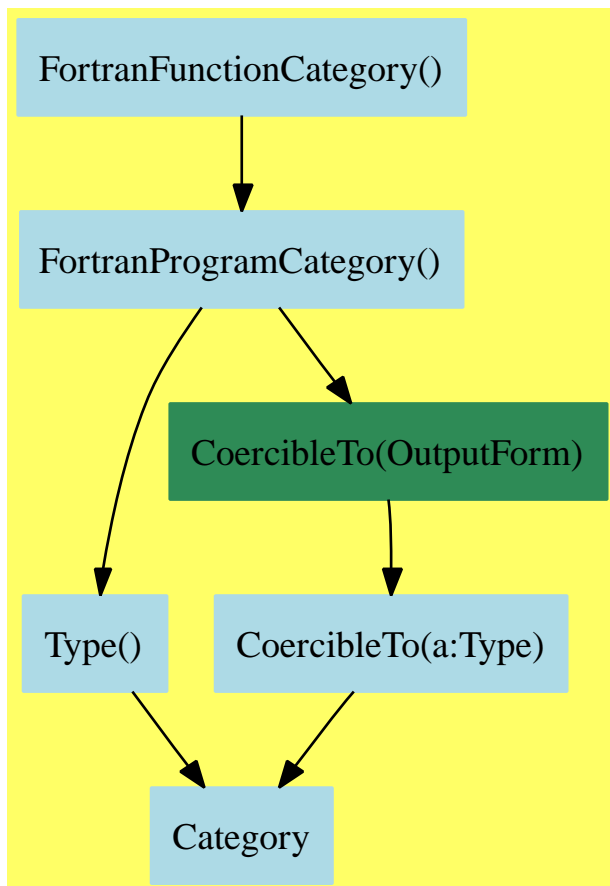 FortranFunctionCategory()
FortranProgramCategory()
CoercibleTo(OutputForm)
Type()
CoercibleTo(a:Type)
Category